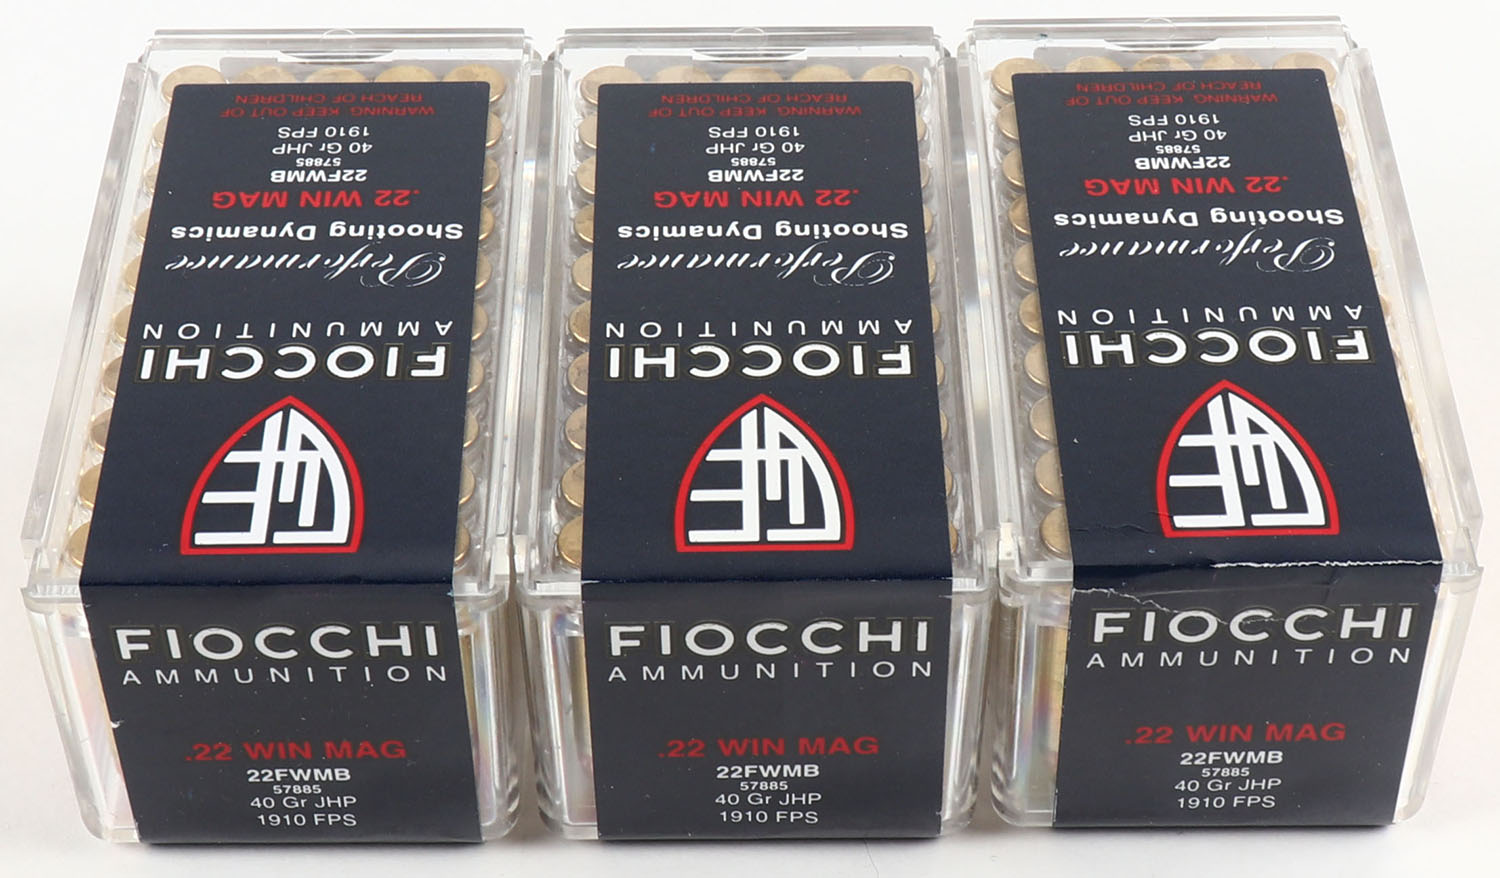 WARNING, KEEP OUT OF
REACH OF CHILDREN
1910 FPS
40 Gr JHP
57885
22FWMB
.22 WIN MAG
Shooting Dynamics
Performance
AMMUNITION
FIOCCHI
FIOCCHI
AMMUNITION
.22 WIN MAG
22FWMB
57885
40 Gr JHP
1910 FPS
WARNING, KEEP OUT OF
REACH OF CHILDREN
1910 FPS
40 Gr JHP
57885
22FWMB
.22 WIN MAG
Shooting Dynamics
Performance
AMMUNITION
FIOCCHI
FIOCCHI
AMMUNITION
.22 WIN MAG
22FWMB
57885
40 Gr JHP
1910 FPS
WARNING, KEEP OUT OF
REACH OF CHILDREN
1910 FPS
40 Gr JHP
57885
22FWMB
.22 WIN MAG
Shooting Dynamics
Performance
AMMUNITION
FIOCCHI
FIOCCHI
AMMUNITION
.22 WIN MAG
22FWMB
57885
40 Gr JHP
1910 FPS